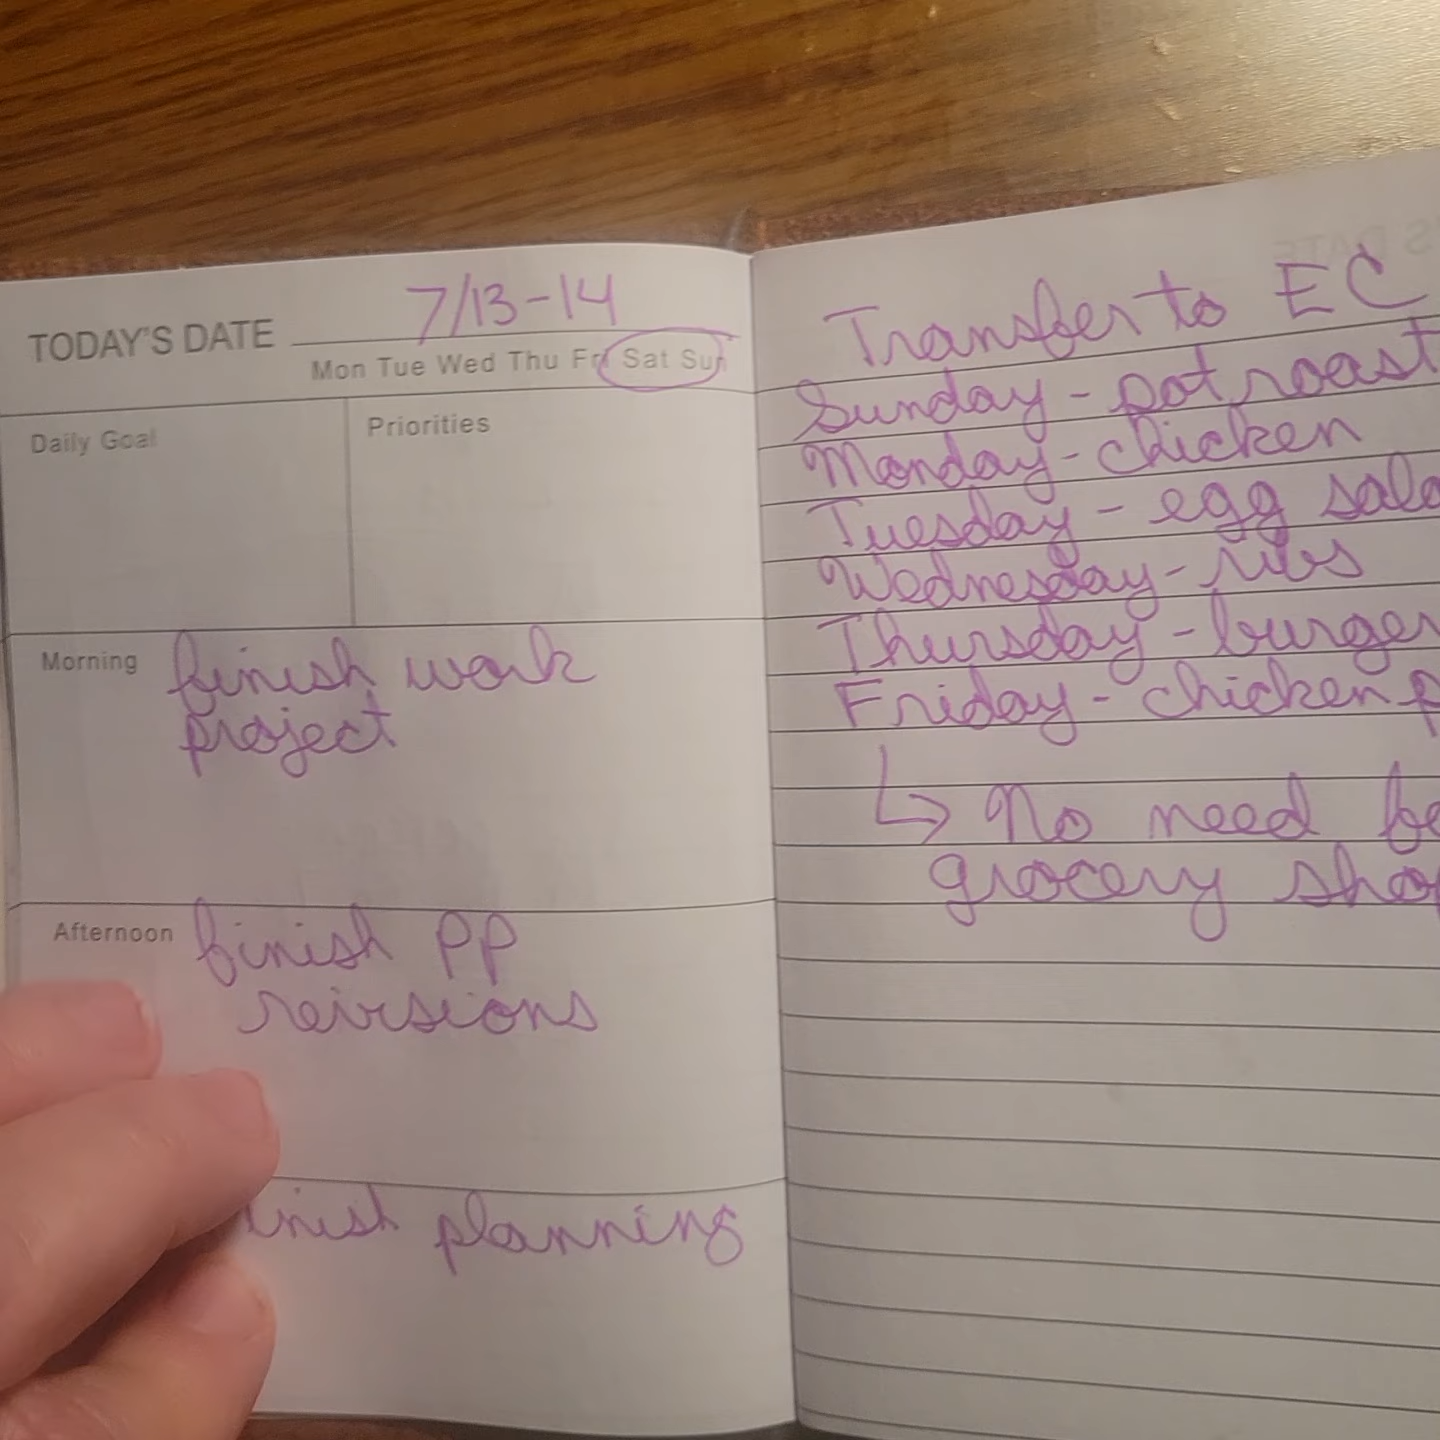 TODAY'S DATE 7/13-14
Mon Tue Wed Thu Fri Sat Sun
Daily Goal
Priorities
Morning finish work
project
Afternoon finish PP
reivsions
planning
Transfer to EC
Sunday - pot roast
Monday - chicken
Tuesday - egg
Wednesday - ribs
Thursday -
Friday - chicken
↳ No need
grocery